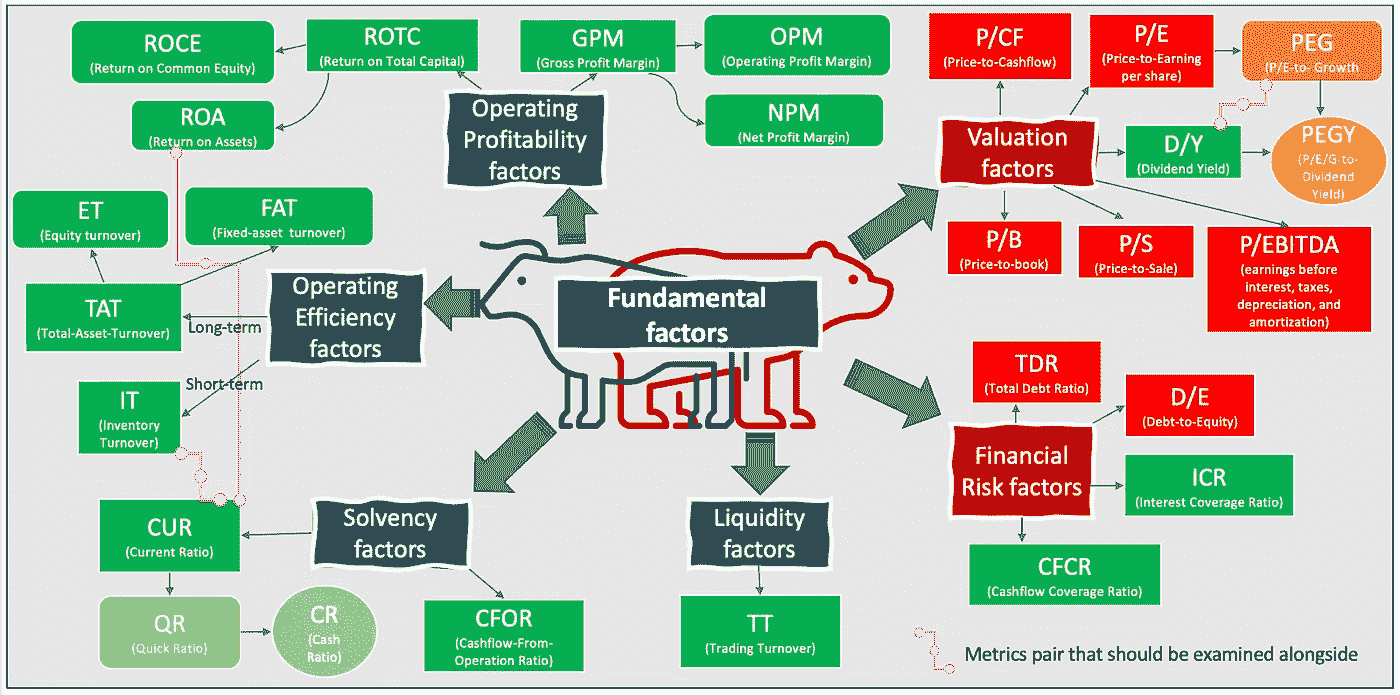 ROCE
(Return on Common Equity)
ROTC
(Return on Total Capital)
GPM
(Gross Profit Margin)
OPM
(Operating Profit Margin)
ROA
(Return on Assets)
NPM
(Net Profit Margin)
Operating
Profitability
factors
P/CF
(Price-to-Cashflow)
P/E
(Price-to-Earning
per share)
PEG
(P/E-to- Growth
Valuation
factors
D/Y
(Dividend Yield)
PEGY
(P/E/G-to-
Dividend
Yield)
P/B
(Price-to-book)
P/S
(Price-to-Sale)
P/EBITDA
(earnings before
interest, taxes,
depreciation, and
amortization)
ET
(Equity turnover)
FAT
(Fixed-asset turnover)
TAT
(Total-Asset-Turnover)
Long-term
Operating
Efficiency
factors
Short-term
IT
(Inventory
Turnover)
Fundamental
factors
TDR
(Total Debt Ratio)
D/E
(Debt-to-Equity)
Financial
Risk factors
ICR
(Interest Coverage Ratio)
CFCR
(Cashflow Coverage Ratio)
CUR
(Current Ratio)
Solvency
factors
QR
(Quick Ratio)
CR
(Cash
Ratio)
CFOR
(Cashflow-From-
Operation Ratio)
Liquidity
factors
TT
(Trading Turnover)
Metrics pair that should be examined alongside